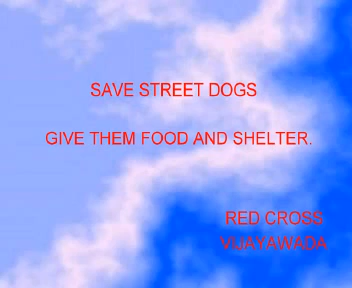 SAVE STREET DOGS
GIVE THEM FOOD AND SHELTER.
RED CROSS
VIJAYAWADA